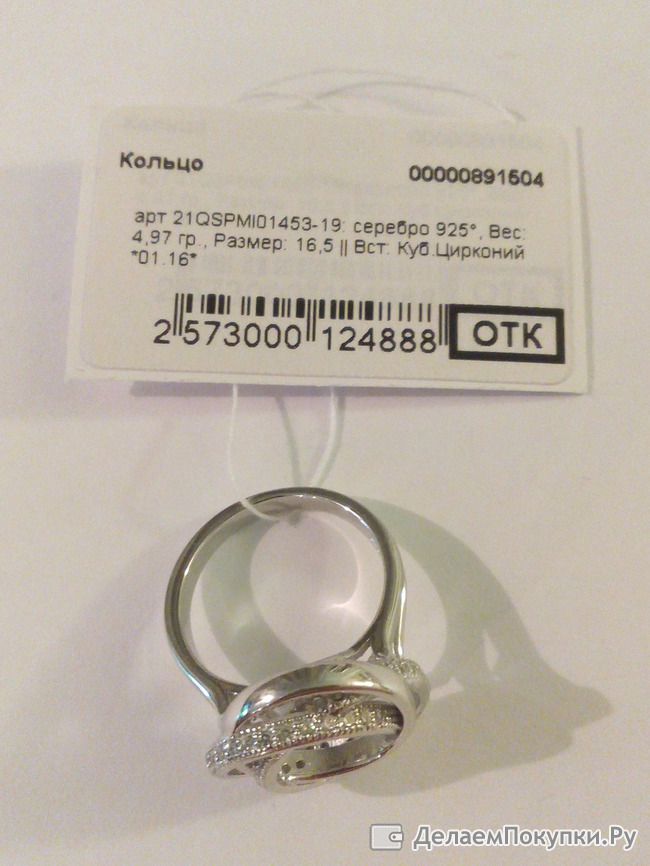 Кольцо 00000891504
арт 21QSPMI01453-19: серебро 925°, Вес:
4,97 гр., Размер: 16,5 || Вст: Куб.Цирконий
*01.16*
2 573000 124888 ОТК
ДелаемПокупки.Ру